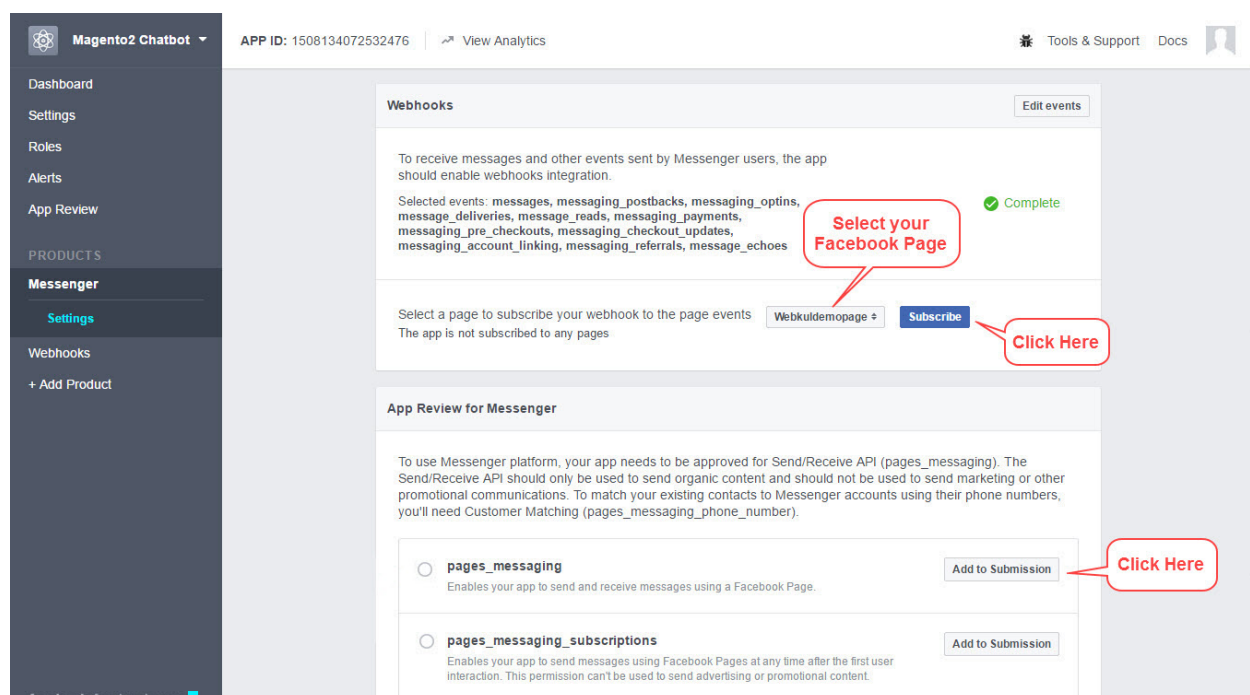 Magento2 Chatbot
APP ID: 1508134072532476
View Analytics
Tools & Support
Docs
Dashboard
Settings
Roles
Alerts
App Review
PRODUCTS
Messenger
Settings
Webhooks
+ Add Product
Webhooks
Edit events
To receive messages and other events sent by Messenger users, the app
should enable webhooks integration.
Selected events: messages, messaging_postbacks, messaging_optins,
message_deliveries, message_reads, messaging_payments,
messaging_pre_checkouts, messaging_checkout_updates,
messaging_account_linking, messaging_referrals, message_echoes
Complete
Select your
Facebook Page
Select a page to subscribe your webhook to the page events
Webkuldemopage
Subscribe
The app is not subscribed to any pages
Click Here
App Review for Messenger
To use Messenger platform, your app needs to be approved for Send/Receive API (pages_messaging). The
Send/Receive API should only be used to send organic content and should not be used to send marketing or other
promotional communications. To match your existing contacts to Messenger accounts using their phone numbers,
you'll need Customer Matching (pages_messaging_phone_number).
pages_messaging
Enables your app to send and receive messages using a Facebook Page.
Add to Submission
Click Here
pages_messaging_subscriptions
Enables your app to send messages using Facebook Pages at any time after the first user
interaction. This permission can't be used to send advertising or promotional content.
Add to Submission